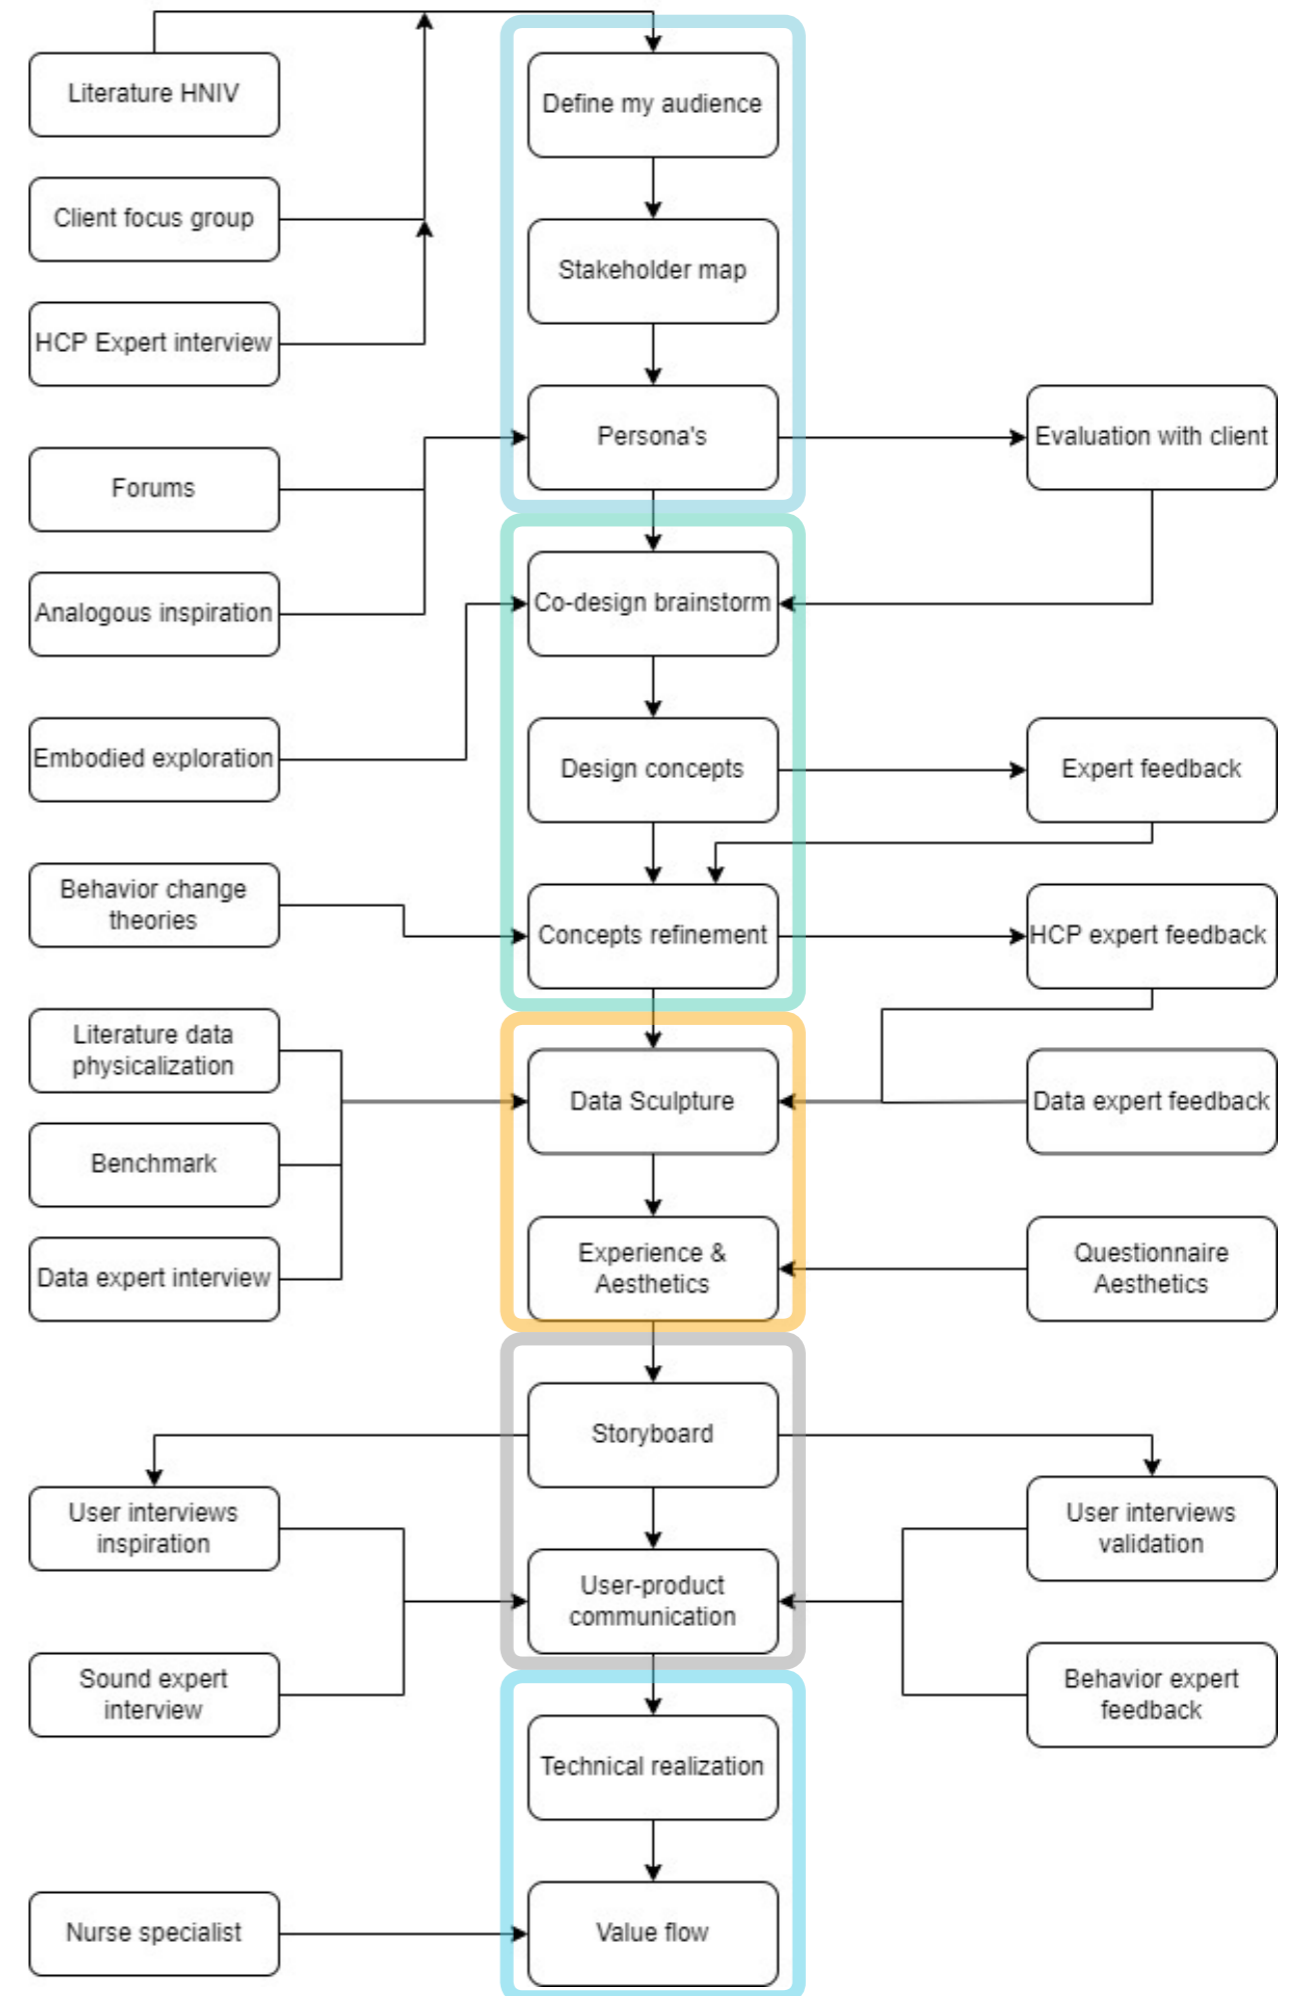 Literature HNIV
Define my audience
Client focus group
Stakeholder map
HCP Expert interview
Persona's
Evaluation with client
Forums
Co-design brainstorm
Analogous inspiration
Embodied exploration
Design concepts
Expert feedback
Behavior change
theories
Concepts refinement
HCP expert feedback
Literature data
physicalization
Data Sculpture
Data expert feedback
Benchmark
Experience &
Aesthetics
Questionnaire
Aesthetics
Data expert interview
Storyboard
User interviews
inspiration
User interviews
validation
User-product
communication
Sound expert
interview
Behavior expert
feedback
Technical realization
Nurse specialist
Value flow